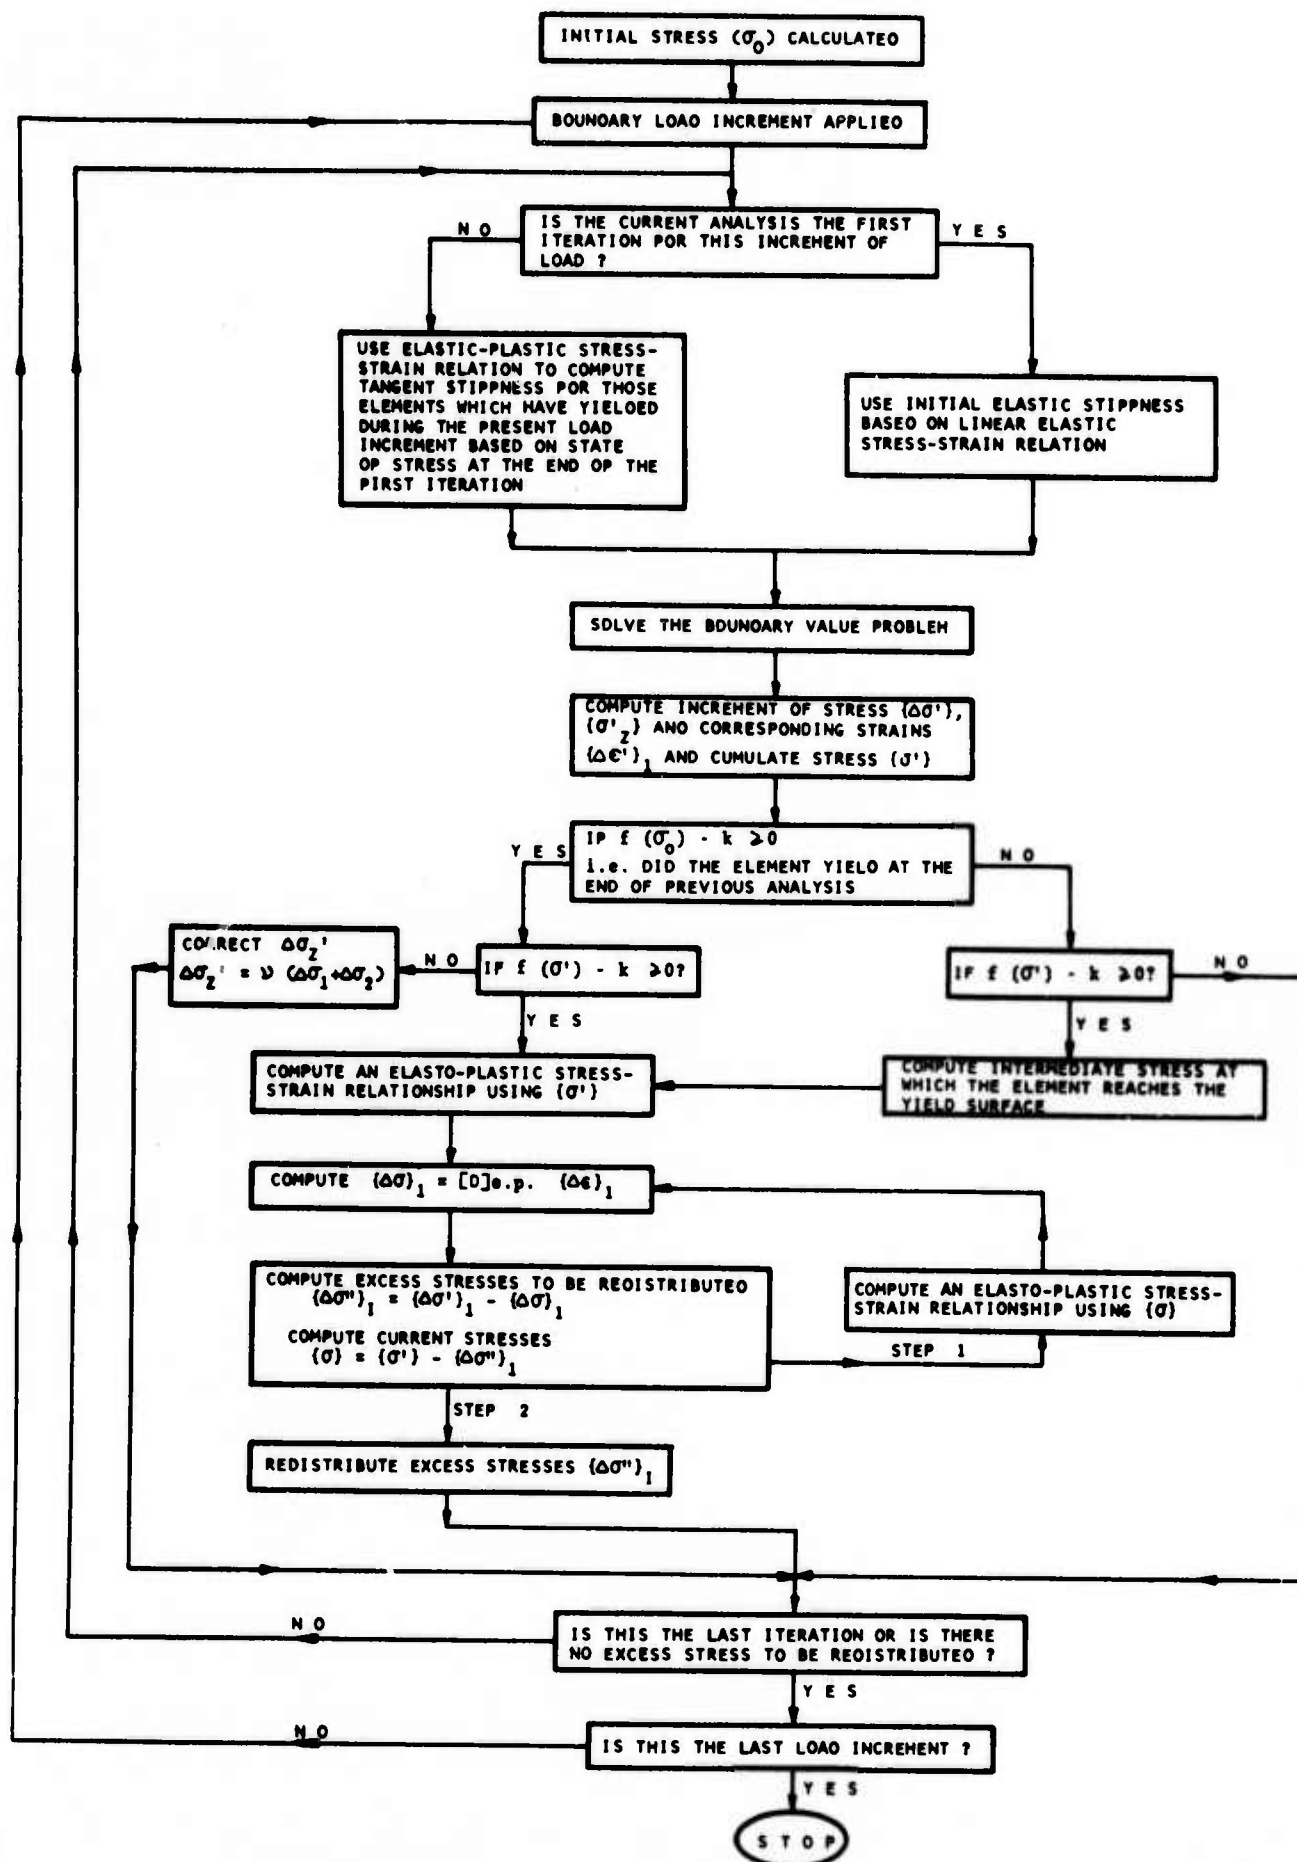 INITIAL STRESS (σ₀) CALCULATEO
BOUNOARY LOAO INCREMENT APPLIEO
IS THE CURRENT ANALYSIS THE FIRST
ITERATION POR THIS INCREMENT OF
LOAD ?
N O
Y E S
USE ELASTIC-PLASTIC STRESS-
STRAIN RELATION TO COMPUTE
TANGENT STIPPNESS POR THOSE
ELEMENTS WHICH HAVE YIELOED
DURING THE PRESENT LOAD
INCREMENT BASED ON STATE
OP STRESS AT THE END OP THE
PIRST ITERATION
USE INITIAL ELASTIC STIPPNESS
BASED ON LINEAR ELASTIC
STRESS-STRAIN RELATION
SDLVE THE BDUNOARY VALUE PROBLEH
COMPUTE INCREMENT OF STRESS {Δσ'},
{σ'z} ANO CORRESPONDING STRAINS
{Δε'}₁ AND CUMULATE STRESS {σ'}
IP f (σ₀) - k ⩾0
i.e. DID THE ELEMENT YIELO AT THE
END OF PREVIOUS ANALYSIS
Y E S
N O
CORRECT Δσz'
Δσz' = ν (Δσ₁+Δσ₂)
N O
IF f (σ') - k ⩾0?
Y E S
IF f (σ') - k ⩾0?
N O
Y E S
COMPUTE AN ELASTO-PLASTIC STRESS-
STRAIN RELATIONSHIP USING {σ'}
COMPUTE INTERMEDIATE STRESS AT
WHICH THE ELEMENT REACHES THE
YIELD SURFACE
COMPUTE {Δσ}₁ = [D]e.p. {Δε}₁
COMPUTE EXCESS STRESSES TO BE REOISTRIBUTED
{Δσ"}I = {Δσ'}₁ - {Δσ}₁
COMPUTE CURRENT STRESSES
{σ} = {σ'} - {Δσ"}₁
COMPUTE AN ELASTO-PLASTIC STRESS-
STRAIN RELATIONSHIP USING {σ}
STEP 1
STEP 2
REDISTRIBUTE EXCESS STRESSES {Δσ"}I
N O
IS THIS THE LAST ITERATION OR IS THERE
NO EXCESS STRESS TO BE REOISTRIBUTEO ?
Y E S
N O
IS THIS THE LAST LOAO INCREMENT ?
Y E S
S T O P